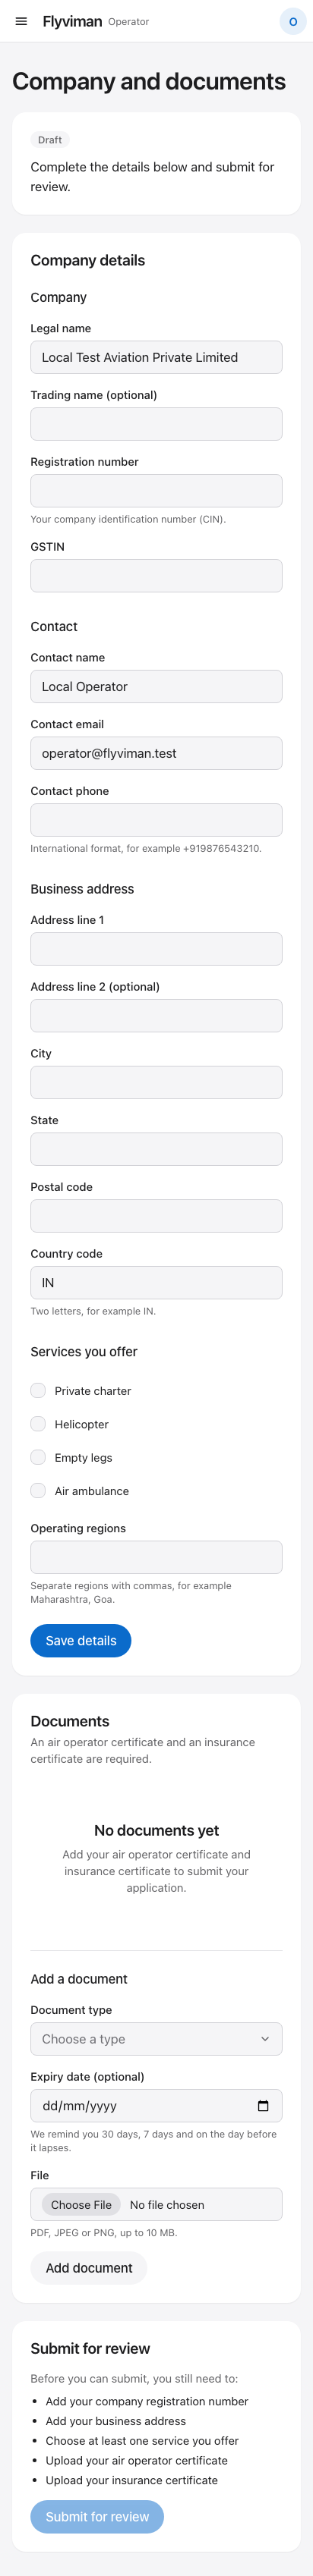 Flyviman Operator O
Company and documents
Draft
Complete the details below and submit for
review.
Company details
Company
Legal name
Local Test Aviation Private Limited
Trading name (optional)
Registration number
Your company identification number (CIN).
GSTIN
Contact
Contact name
Local Operator
Contact email
operator@flyviman.test
Contact phone
International format, for example +919876543210.
Business address
Address line 1
Address line 2 (optional)
City
State
Postal code
Country code
IN
Two letters, for example IN.
Services you offer
Private charter
Helicopter
Empty legs
Air ambulance
Operating regions
Separate regions with commas, for example
Maharashtra, Goa.
Save details
Documents
An air operator certificate and an insurance
certificate are required.
No documents yet
Add your air operator certificate and
insurance certificate to submit your
application.
Add a document
Document type
Choose a type
Expiry date (optional)
dd/mm/yyyy
We remind you 30 days, 7 days and on the day before
it lapses.
File
Choose File No file chosen
PDF, JPEG or PNG, up to 10 MB.
Add document
Submit for review
Before you can submit, you still need to:
• Add your company registration number
• Add your business address
• Choose at least one service you offer
• Upload your air operator certificate
• Upload your insurance certificate
Submit for review